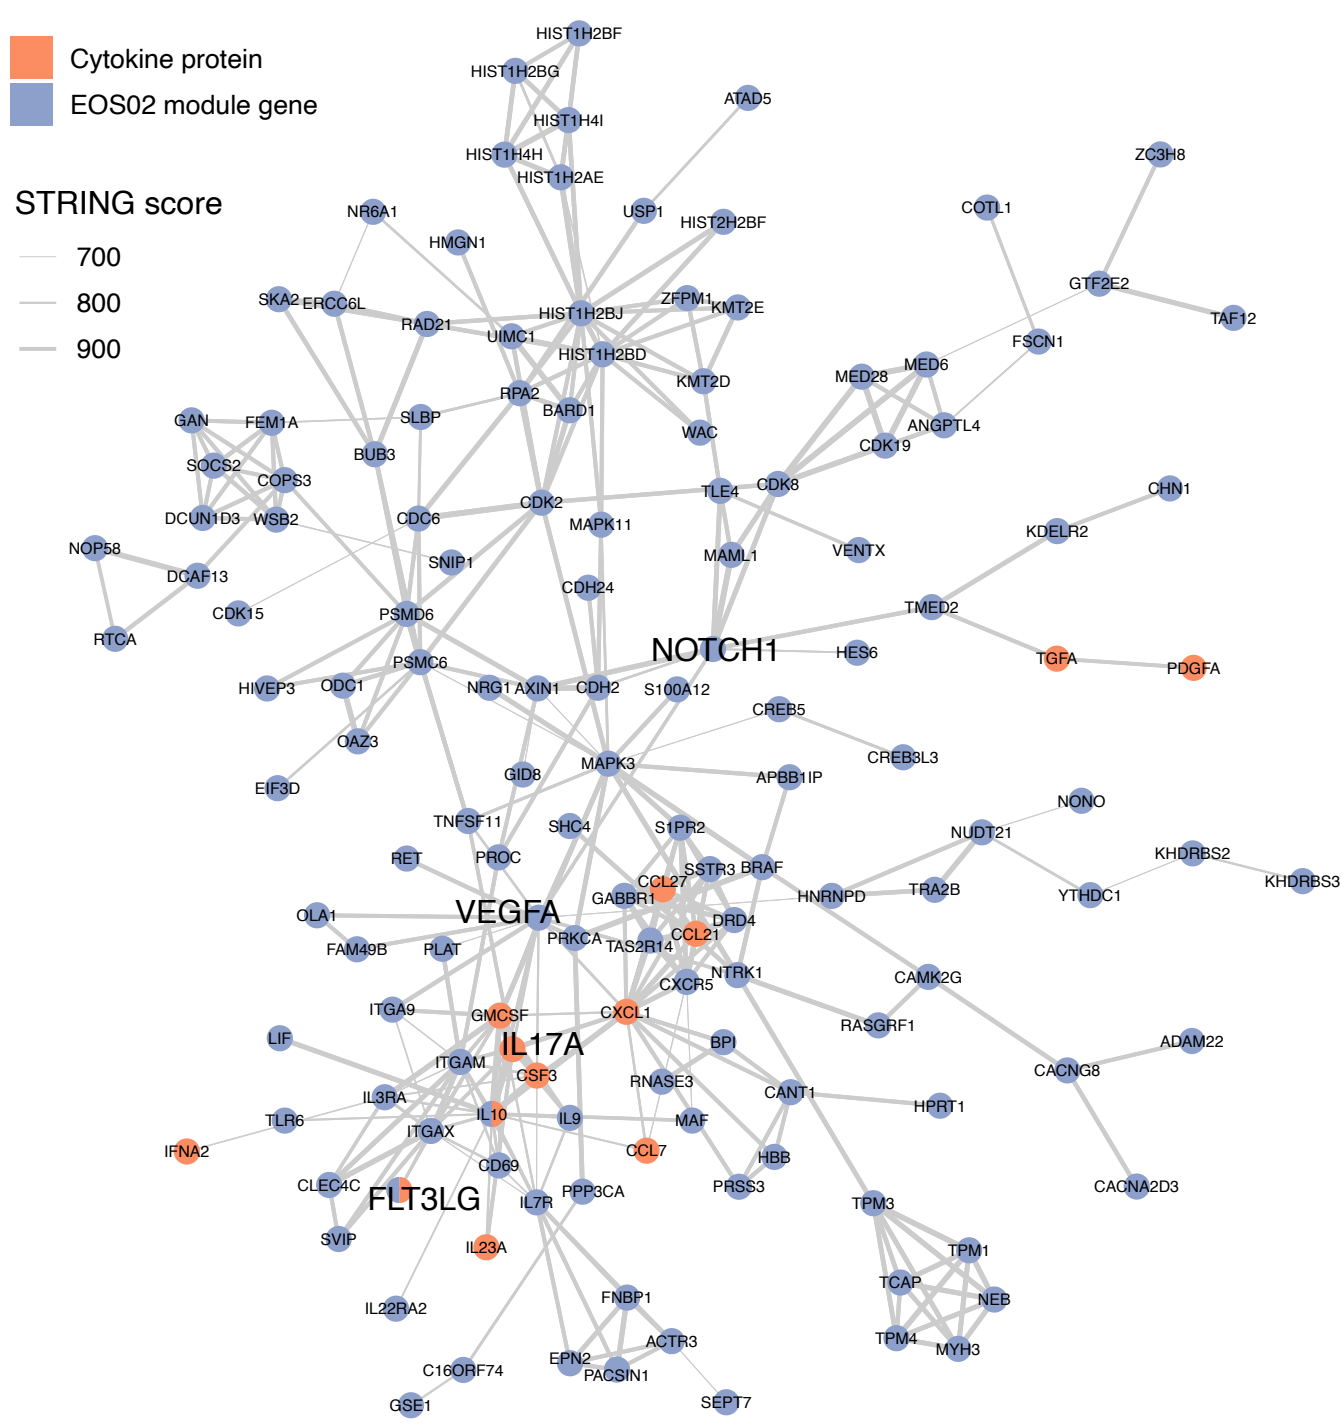 HIST1H2BF
Cytokine protein
HIST1H2BG
EOS02 module gene
ATAD5
HIST1H4I
HIST1H4H
ZC3H8
HIST1H2AE
STRING score
NR6A1
USP1
HIST2H2BF
COTL1
HMGN1
700
GTF2E2
SKA2
ERCC6L
ZFPM1
KMT2E
800
HIST1H2BJ
TAF12
RAD21
UIMC1
FSCN1
900
HIST1H2BD
MED6
MED28
KMT2D
RPA2
BARD1
GAN
FEM1A
SLBP
ANGPTL4
WAC
CDK19
BUB3
SOCS2
COPS3
CDK8
TLE4
CHN1
CDK2
DCUN1D3
WSB2
CDC6
MAPK11
KDELR2
NOP58
MAML1
VENTX
SNIP1
DCAF13
CDH24
TMED2
CDK15
PSMD6
RTCA
NOTCH1
HES6
TGFA
PSMC6
PDGFA
HIVEP3
ODC1
NRG1
AXIN1
CDH2
S100A12
CREB5
OAZ3
CREB3L3
MAPK3
GID8
APBB1IP
EIF3D
NONO
TNFSF11
SHC4
S1PR2
NUDT21
RET
PROC
KHDRBS2
SSTR3
BRAF
CCL27
KHDRBS3
GABBR1
HNRNPD
TRA2B
YTHDC1
OLA1
VEGFA
DRD4
CCL21
FAM49B
PLAT
PRKCA
TAS2R14
NTRK1
CAMK2G
CXCR5
ITGA9
GMCSF
CXCL1
RASGRF1
LIF
IL17A
BPI
ADAM22
ITGAM
CSF3
RNASE3
CACNG8
IL3RA
CANT1
HPRT1
TLR6
IL10
IL9
MAF
ITGAX
IFNA2
CCL7
HBB
CD69
CLEC4C
FLT3LG
IL7R
PPP3CA
PRSS3
CACNA2D3
TPM3
SVIP
IL23A
TPM1
TCAP
FNBP1
NEB
IL22RA2
TPM4
ACTR3
MYH3
EPN2
C16ORF74
PACSIN1
GSE1
SEPT7